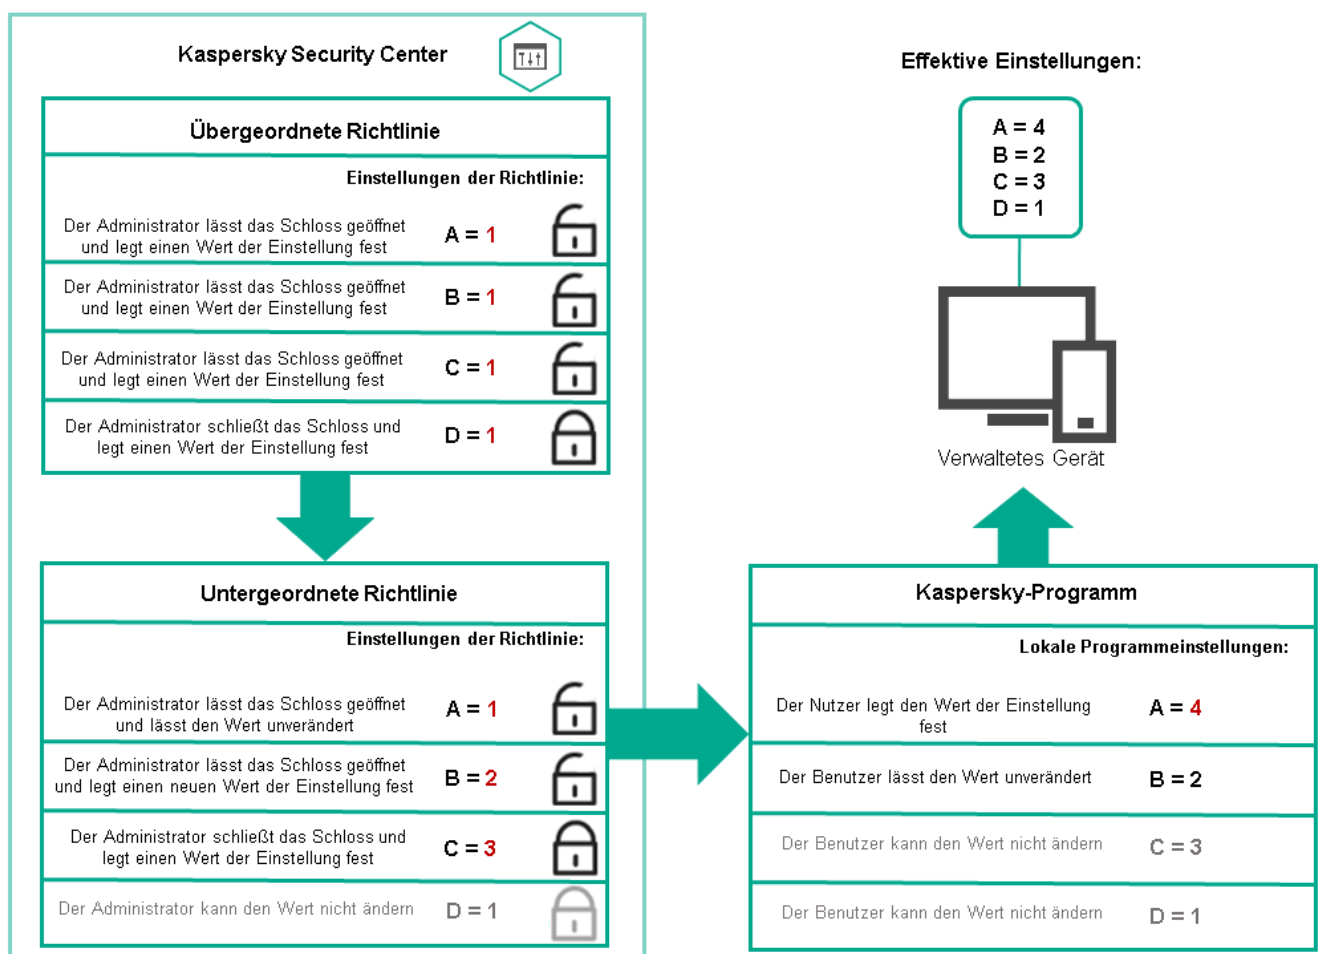 Kaspersky Security Center
Übergeordnete Richtlinie
Einstellungen der Richtlinie:
Der Administrator lässt das Schloss geöffnet
und legt einen Wert der Einstellung fest
A = 1
Der Administrator lässt das Schloss geöffnet
und legt einen Wert der Einstellung fest
B = 1
Der Administrator lässt das Schloss geöffnet
und legt einen Wert der Einstellung fest
C = 1
Der Administrator schließt das Schloss und
legt einen Wert der Einstellung fest
D = 1
Untergeordnete Richtlinie
Einstellungen der Richtlinie:
Der Administrator lässt das Schloss geöffnet
und lässt den Wert unverändert
A = 1
Der Administrator lässt das Schloss geöffnet
und legt einen neuen Wert der Einstellung fest
B = 2
Der Administrator schließt das Schloss und
legt einen Wert der Einstellung fest
C = 3
Der Administrator kann den Wert nicht ändern
D = 1
Kaspersky-Programm
Lokale Programmeinstellungen:
Der Nutzer legt den Wert der Einstellung
fest
A = 4
Der Benutzer lässt den Wert unverändert
B = 2
Der Benutzer kann den Wert nicht ändern
C = 3
Der Benutzer kann den Wert nicht ändern
D = 1
Effektive Einstellungen:
A = 4
B = 2
C = 3
D = 1
Verwaltetes Gerät